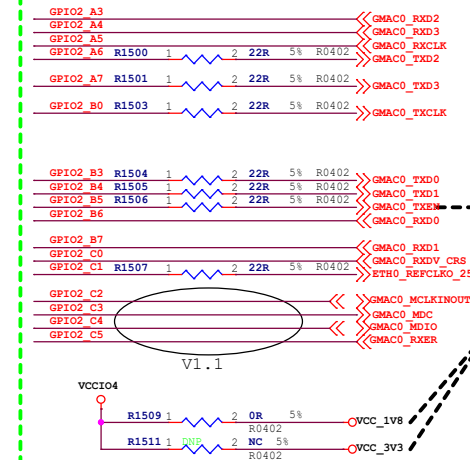 GPIO2_A3 GMAC0_RXD2
GPIO2_A4 GMAC0_RXD3
GPIO2_A5 GMAC0_RXCLK
GPIO2_A6 R1500 1 2 22R 5% R0402 GMAC0_TXD2
GPIO2_A7 R1501 1 2 22R 5% R0402 GMAC0_TXD3
GPIO2_B0 R1503 1 2 22R 5% R0402 GMAC0_TXCLK
GPIO2_B3 R1504 1 2 22R 5% R0402 GMAC0_TXD0
GPIO2_B4 R1505 1 2 22R 5% R0402 GMAC0_TXD1
GPIO2_B5 R1506 1 2 22R 5% R0402 GMAC0_TXEN
GPIO2_B6 GMAC0_RXD0
GPIO2_B7 GMAC0_RXD1
GPIO2_C0 GMAC0_RXDV_CRS
GPIO2_C1 R1507 1 2 22R 5% R0402 ETH0_REFCLKO_25
GPIO2_C2 GMAC0_MCLKINOUT
GPIO2_C3 GMAC0_MDC
GPIO2_C4 GMAC0_MDIO
GPIO2_C5 GMAC0_RXER
V1.1
VCCIO4
R1509 1 2 0R 5% VCC_1V8
R0402
R1511 1 DNP 2 NC 5% VCC_3V3
R0402